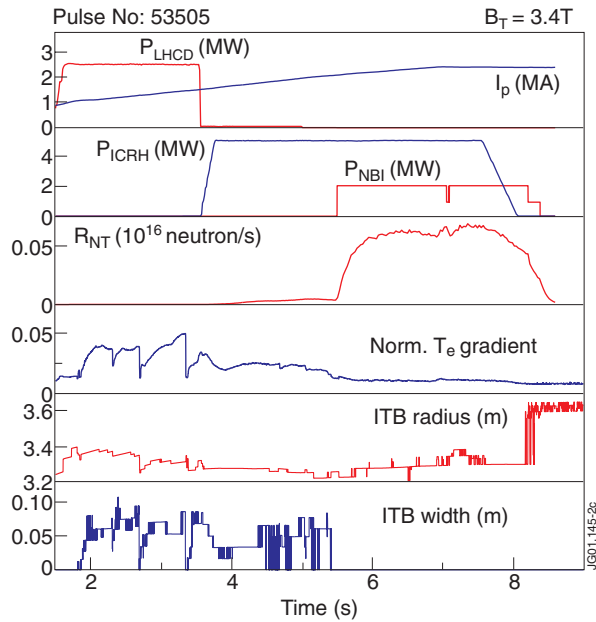 Pulse No: 53505 B_T = 3.4T
3
2
1
0
P_LHCD (MW)
I_p (MA)
4
0
P_ICRH (MW)
P_NBI (MW)
0.05
0
R_NT (10^16 neutron/s)
0.05
0
Norm. T_e gradient
3.6
3.4
3.2
ITB radius (m)
0.10
0.05
0
ITB width (m)
2 4 6 8
Time (s)
JG01.145-2c